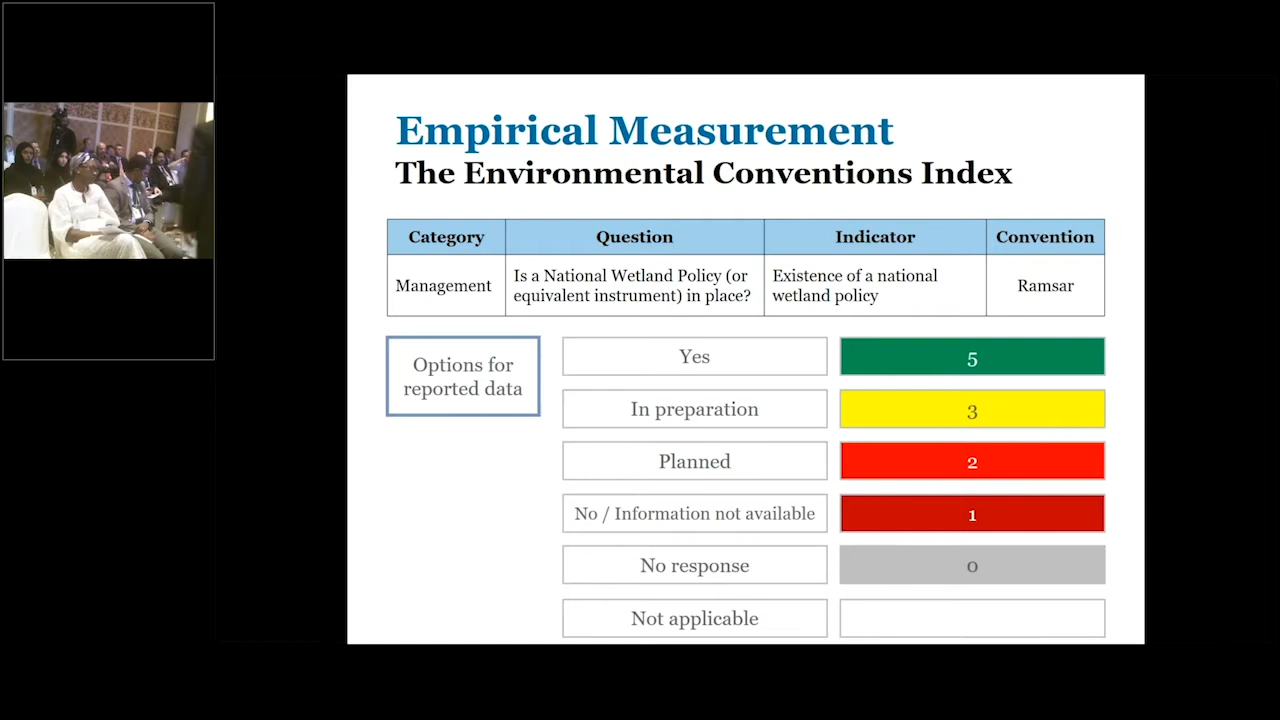 Empirical Measurement
The Environmental Conventions Index
Category Question Indicator Convention
Management
Is a National Wetland Policy (or
equivalent instrument) in place?
Existence of a national
wetland policy
Ramsar
Options for
reported data
Yes 5
In preparation 3
Planned 2
No / Information not available 1
No response 0
Not applicable